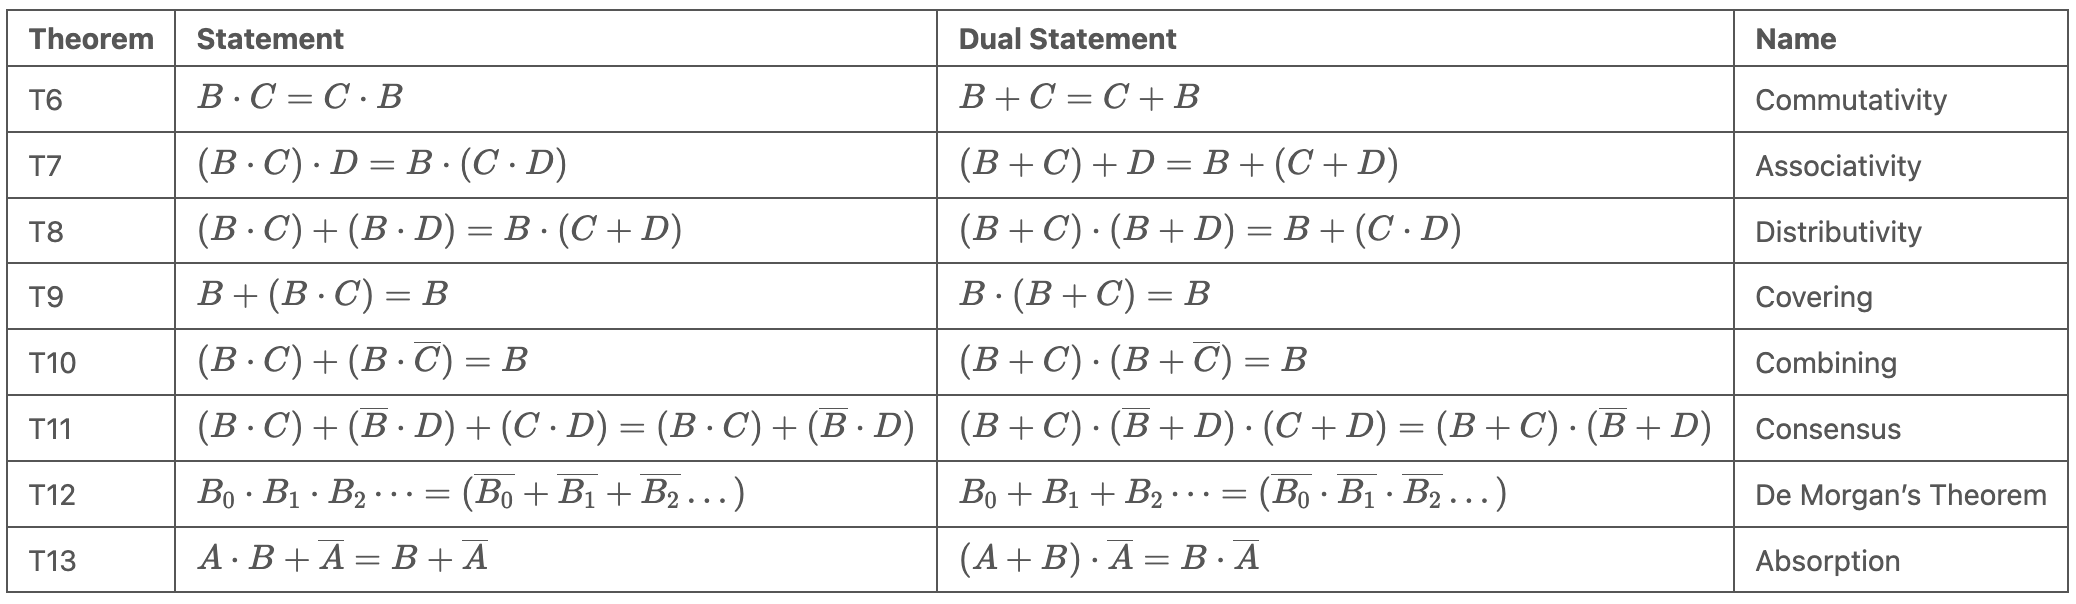 Theorem Statement Dual Statement Name
T6 B · C = C · B B + C = C + B Commutativity
T7 (B · C) · D = B · (C · D) (B + C) + D = B + (C + D) Associativity
T8 (B · C) + (B · D) = B · (C + D) (B + C) · (B + D) = B + (C · D) Distributivity
T9 B + (B · C) = B B · (B + C) = B Covering
T10 (B · C) + (B · C̅) = B (B + C) · (B + C̅) = B Combining
T11 (B · C) + (B̅ · D) + (C · D) = (B · C) + (B̅ · D) (B + C) · (B̅ + D) · (C + D) = (B + C) · (B̅ + D) Consensus
T12 B₀ · B₁ · B₂ ⋯ = (B̅₀ + B̅₁ + B̅₂ …) B₀ + B₁ + B₂ ⋯ = (B̅₀ · B̅₁ · B̅₂ …) De Morgan’s Theorem
T13 A · B + A̅ = B + A̅ (A + B) · A̅ = B · A̅ Absorption